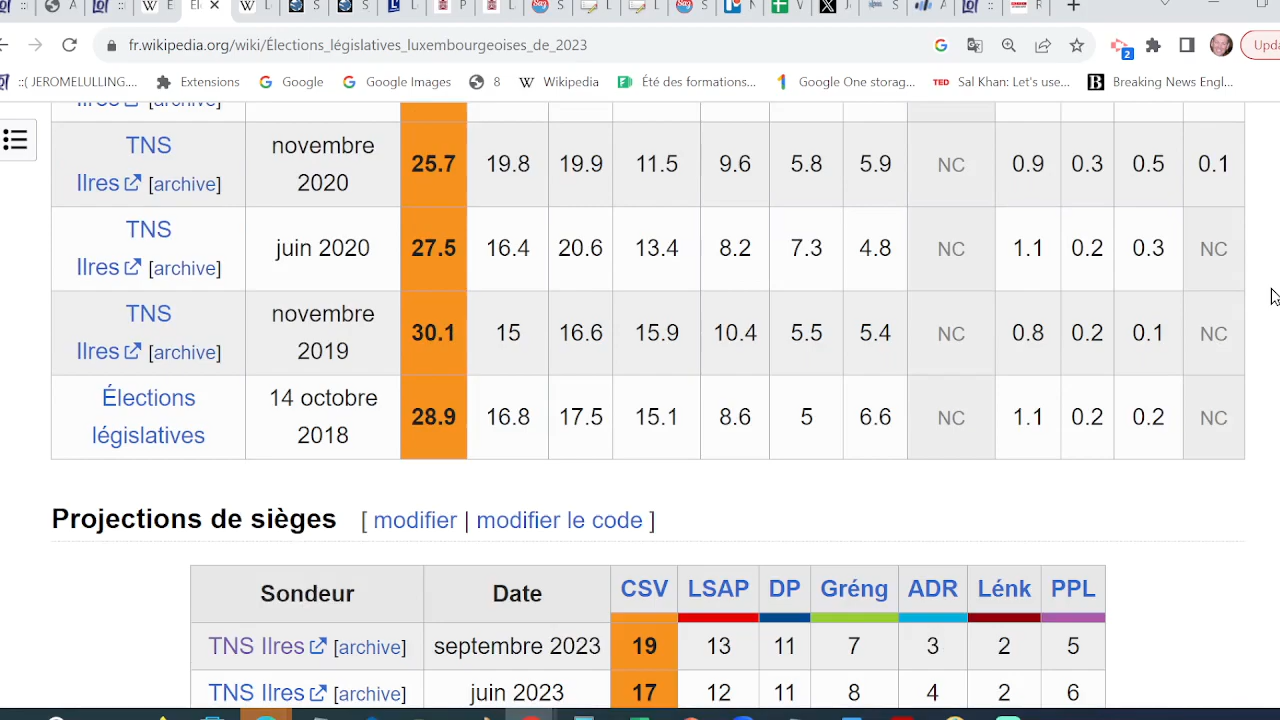 fr.wikipedia.org/wiki/Élections_législatives_luxembourgeoises_de_2023
Upda
::( JEROMELULLING.... Extensions Google Google Images 8 Wikipedia Été des formations... Google One storag... TED Sal Khan: Let's use... B Breaking News Engl...
TNS Ilres [archive] novembre 2020 25.7 19.8 19.9 11.5 9.6 5.8 5.9 NC 0.9 0.3 0.5 0.1
TNS Ilres [archive] juin 2020 27.5 16.4 20.6 13.4 8.2 7.3 4.8 NC 1.1 0.2 0.3 NC
TNS Ilres [archive] novembre 2019 30.1 15 16.6 15.9 10.4 5.5 5.4 NC 0.8 0.2 0.1 NC
Élections législatives 14 octobre 2018 28.9 16.8 17.5 15.1 8.6 5 6.6 NC 1.1 0.2 0.2 NC
Projections de sièges [ modifier | modifier le code ]
Sondeur Date CSV LSAP DP Gréng ADR Lénk PPL
TNS Ilres [archive] septembre 2023 19 13 11 7 3 2 5
TNS Ilres [archive] juin 2023 17 12 11 8 4 2 6